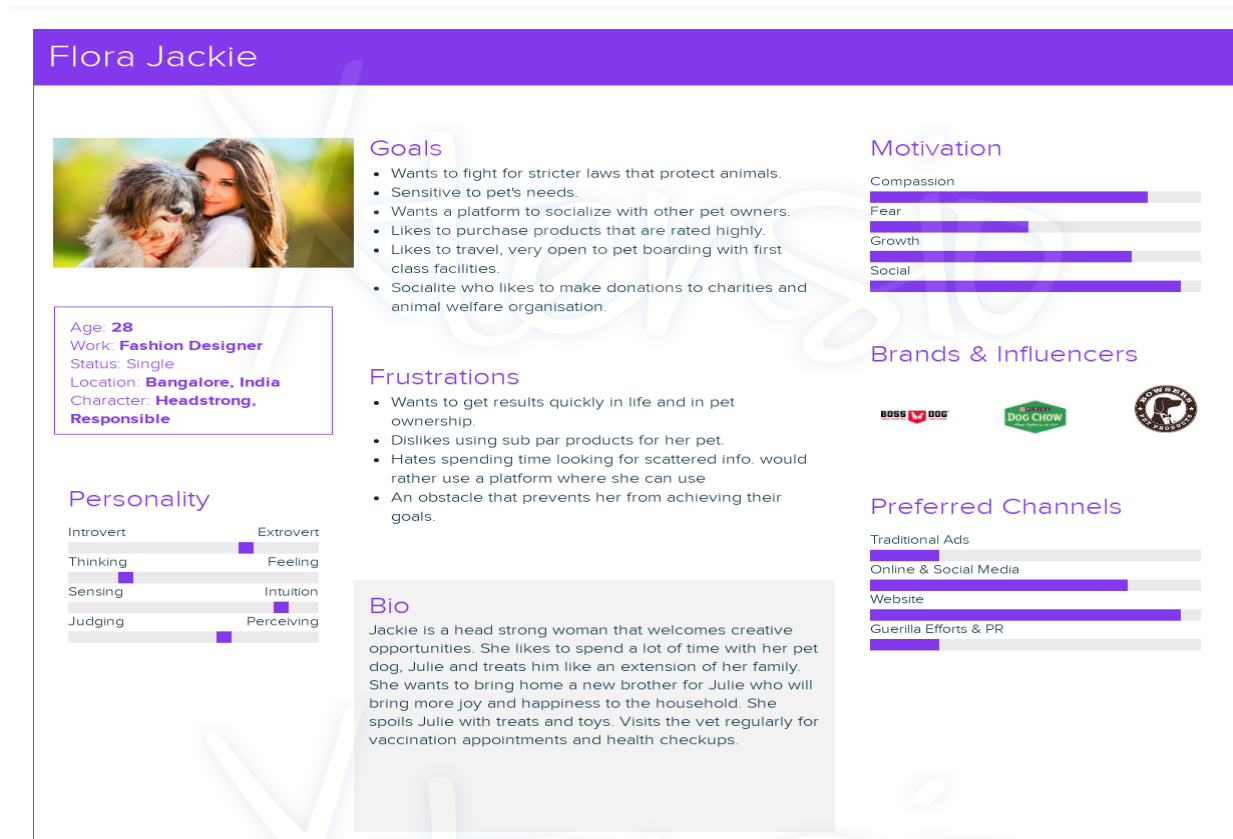 Flora Jackie
Age: 28
Work: Fashion Designer
Status: Single
Location: Bangalore, India
Character: Headstrong,
Responsible
Personality
Introvert Extrovert
Thinking Feeling
Sensing Intuition
Judging Perceiving
Goals
• Wants to fight for stricter laws that protect animals.
• Sensitive to pet's needs.
• Wants a platform to socialize with other pet owners.
• Likes to purchase products that are rated highly.
• Likes to travel, very open to pet boarding with first
class facilities.
• Socialite who likes to make donations to charities and
animal welfare organisation.
Frustrations
• Wants to get results quickly in life and in pet
ownership.
• Dislikes using sub par products for her pet.
• Hates spending time looking for scattered info. would
rather use a platform where she can use
• An obstacle that prevents her from achieving their
goals.
Bio
Jackie is a head strong woman that welcomes creative
opportunities. She likes to spend a lot of time with her pet
dog, Julie and treats him like an extension of her family.
She wants to bring home a new brother for Julie who will
bring more joy and happiness to the household. She
spoils Julie with treats and toys. Visits the vet regularly for
vaccination appointments and health checkups.
Motivation
Compassion
Fear
Growth
Social
Brands & Influencers
BOSS DOG
PURINA
DOG CHOW
BOWSERS
PET PRODUCTS
Preferred Channels
Traditional Ads
Online & Social Media
Website
Guerilla Efforts & PR
Xtensio